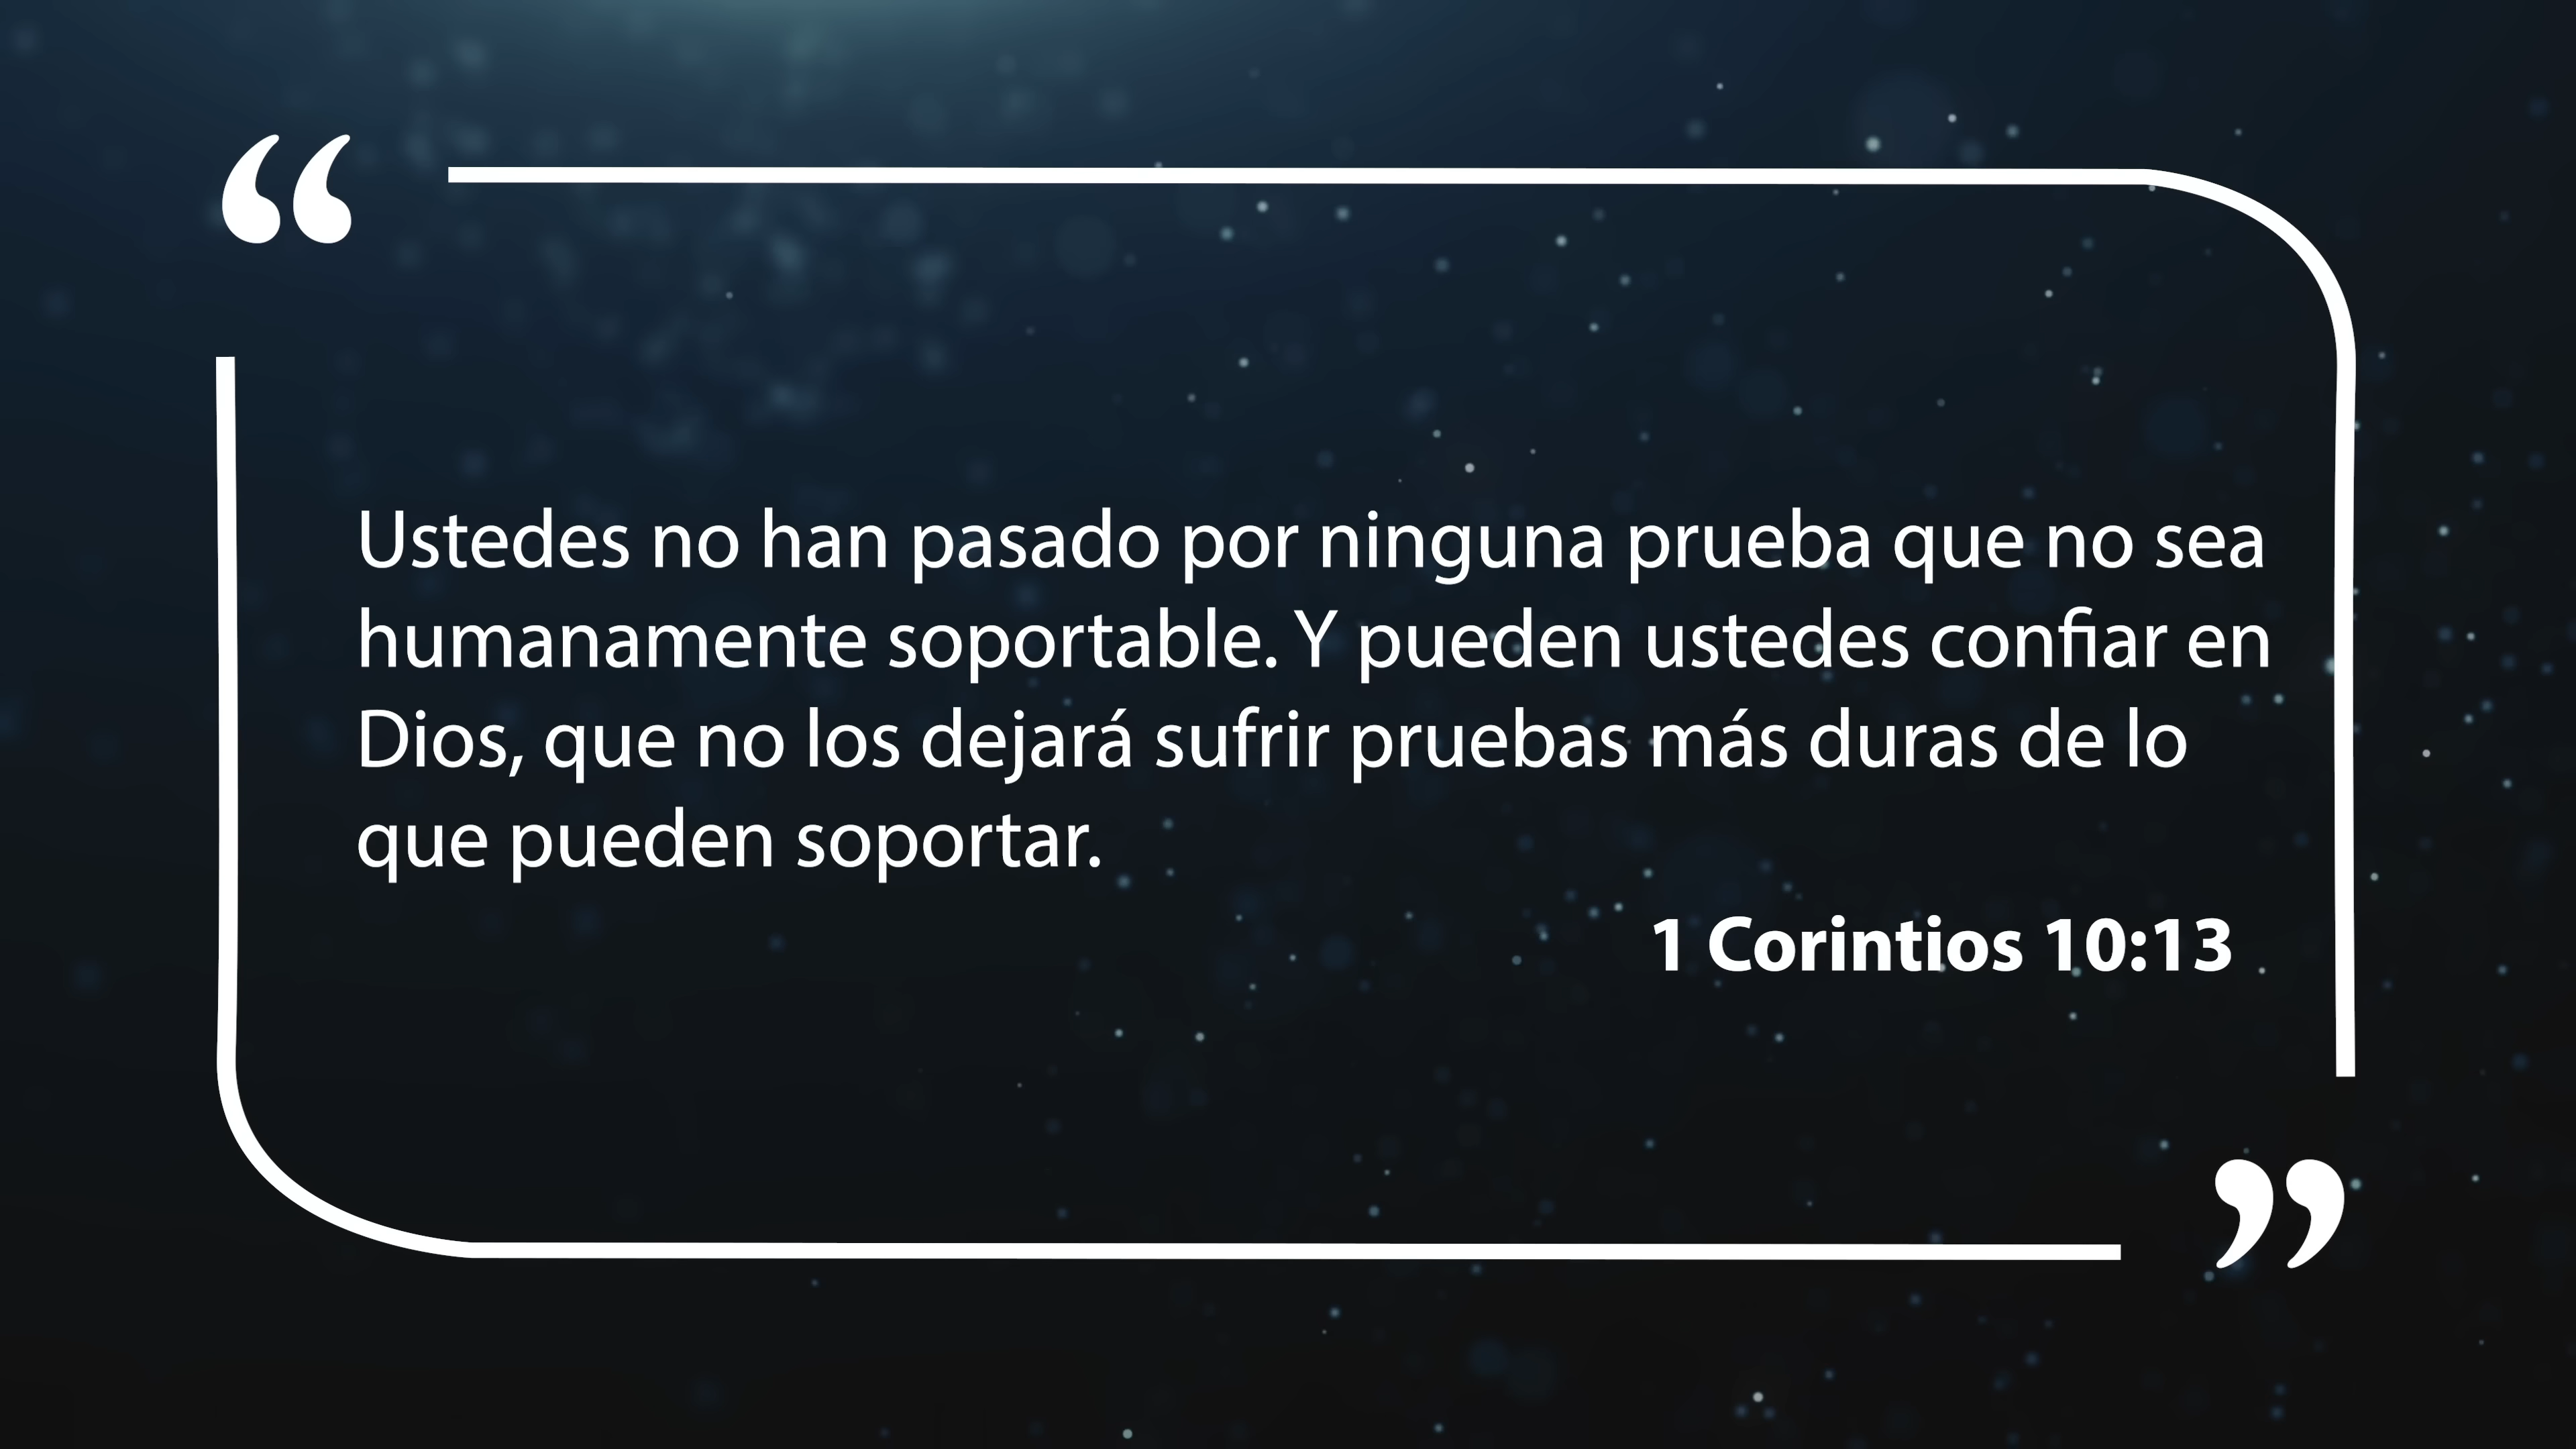 “
Ustedes no han pasado por ninguna prueba que no sea
humanamente soportable. Y pueden ustedes confiar en
Dios, que no los dejará sufrir pruebas más duras de lo
que pueden soportar.
1 Corintios 10:13
”